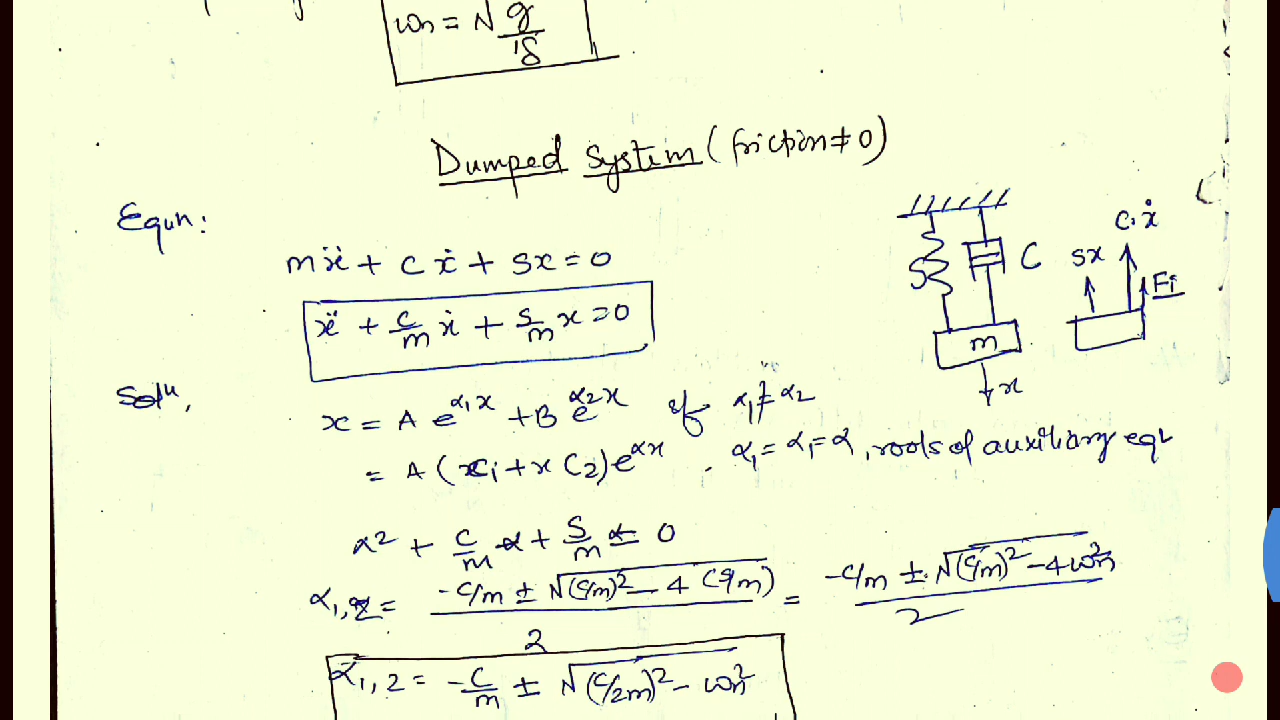 ωn = √g/δ
Dumped System (friction ≠ 0)
Equn:
mẍ + cẋ + sx = 0
ẍ + c/m ẋ + s/m x = 0
S C m x
sx c.ẋ Fi
Soln,
x = A e^α₁x + B e^α₂x if α₁ ≠ α₂
= A (x c₁ + x C₂) e^αx . α₁ = α₁ = α, roots of auxiliary eqn
α² + c/m α + s/m = 0
α₁,₂ = (-c/m ± √((c/m)² - 4 (s/m))) / 2 = (-c/m ± √((c/m)² - 4ωn²)) / 2
α₁,₂ = -c/m ± √((c/2m)² - ωn²)